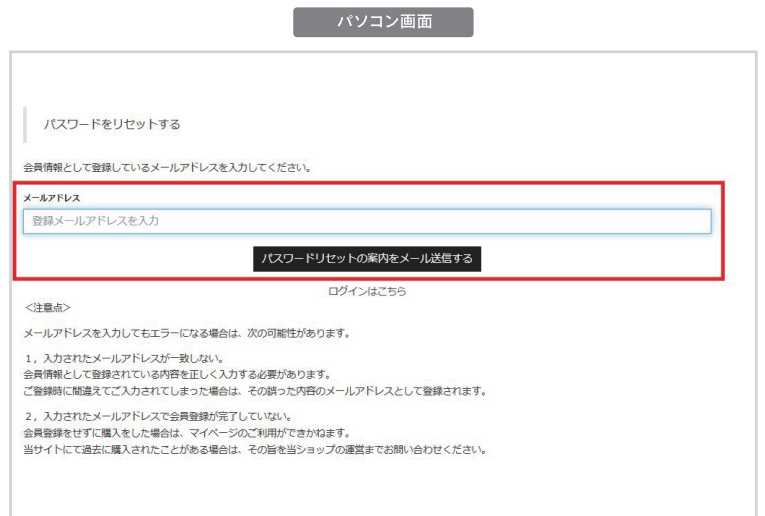 パソコン画面
パスワードをリセットする
会員情報として登録しているメールアドレスを入力してください。
メールアドレス
登録メールアドレスを入力
パスワードリセットの案内をメール送信する
ログインはこちら
＜注意点＞
メールアドレスを入力してもエラーになる場合は、次の可能性があります。
1，入力されたメールアドレスが一致しない。
会員情報として登録されている内容を正しく入力する必要があります。
ご登録時に間違えてご入力されてしまった場合は、その誤った内容のメールアドレスとして登録されます。
2，入力されたメールアドレスで会員登録が完了していない。
会員登録をせずに購入をした場合は、マイページのご利用ができかねます。
当サイトにて過去に購入されたことがある場合は、その旨を当ショップの運営までお問い合わせください。